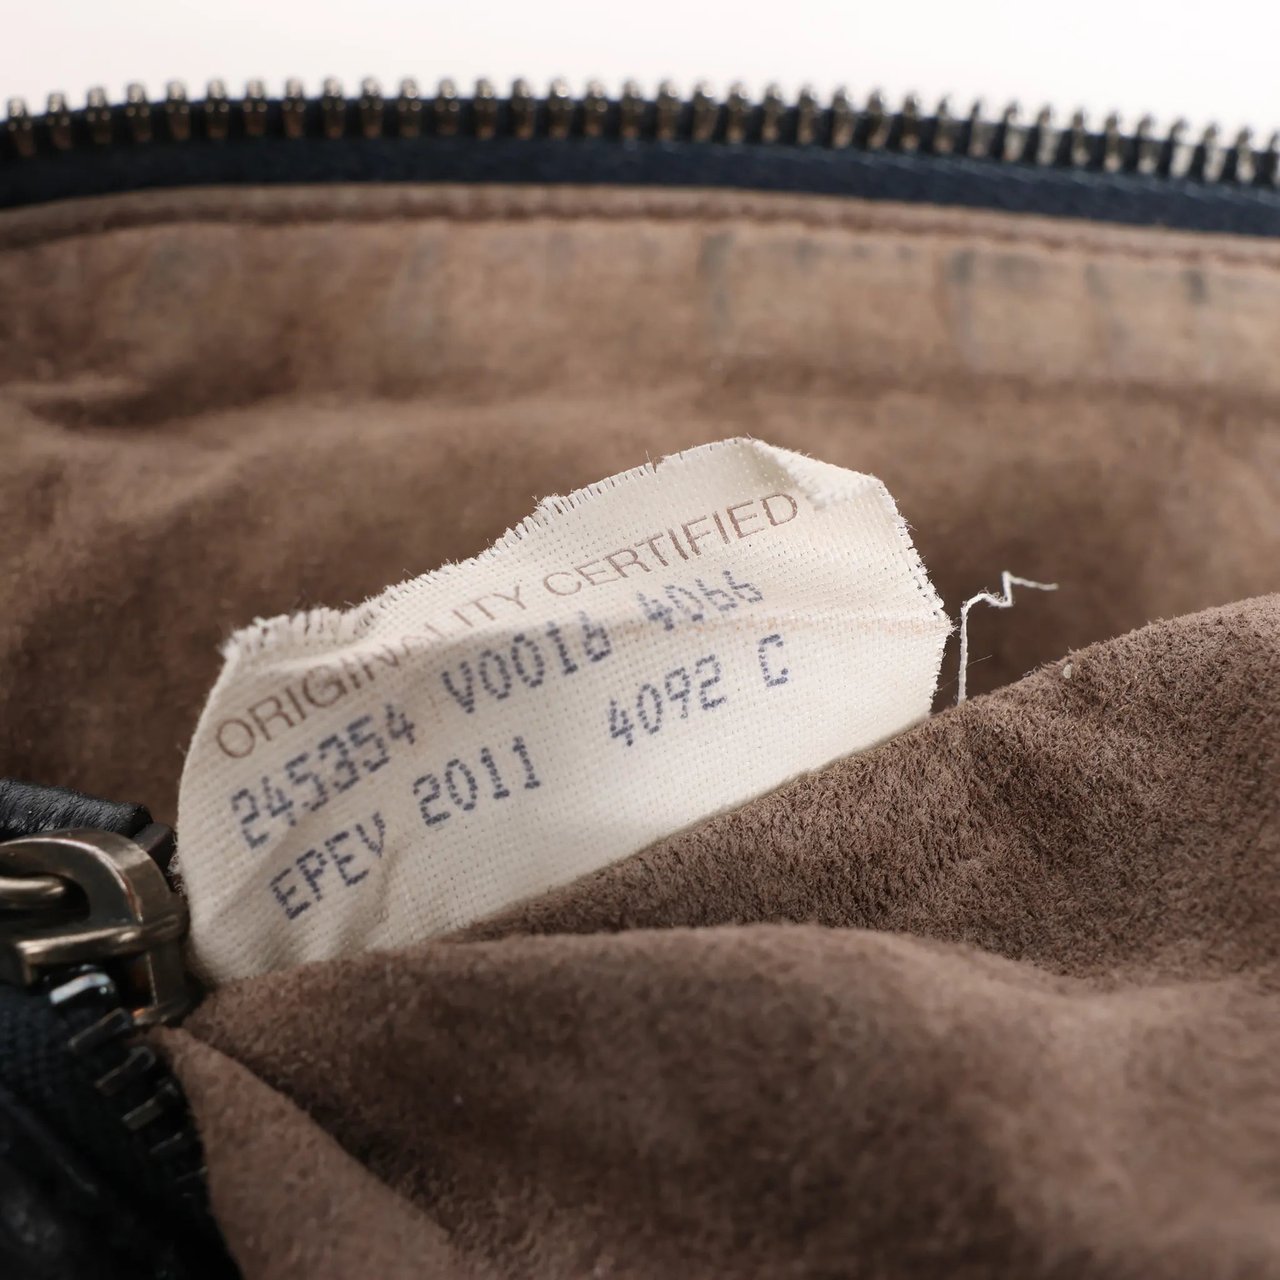 ORIGINALITY CERTIFIED
245354 V0016 4066
EPEV 2011 4092 C